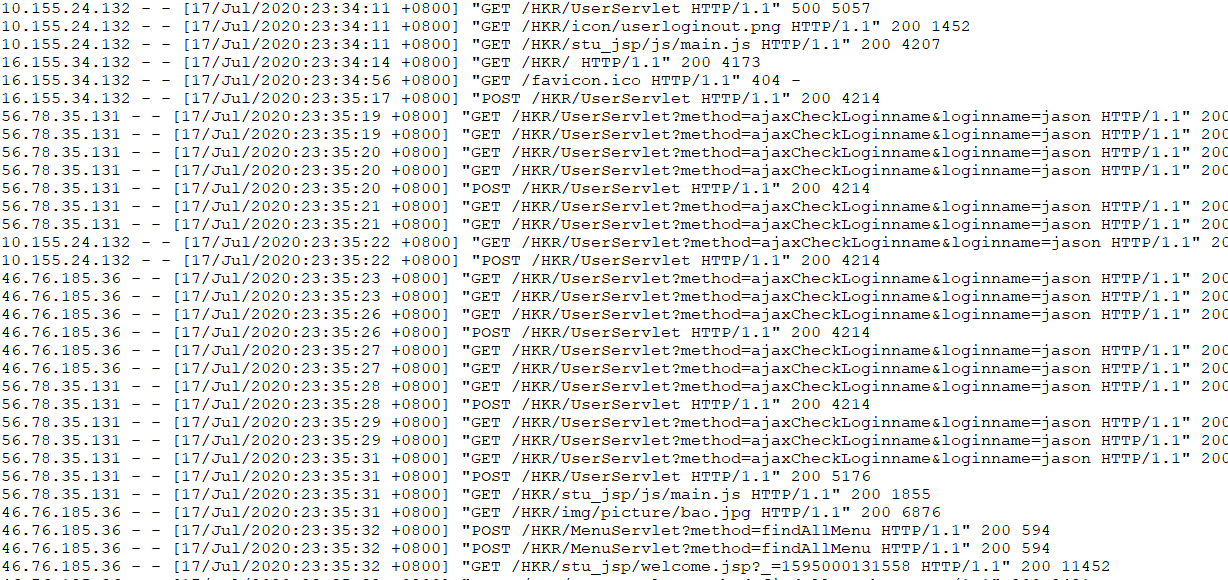 10.155.24.132 - - [17/Jul/2020:23:34:11 +0800] "GET /HKR/UserServlet HTTP/1.1" 500 5057
10.155.24.132 - - [17/Jul/2020:23:34:11 +0800] "GET /HKR/icon/userloginout.png HTTP/1.1" 200 1452
10.155.24.132 - - [17/Jul/2020:23:34:11 +0800] "GET /HKR/stu_jsp/js/main.js HTTP/1.1" 200 4207
16.155.34.132 - - [17/Jul/2020:23:34:14 +0800] "GET /HKR/ HTTP/1.1" 200 4173
16.155.34.132 - - [17/Jul/2020:23:34:56 +0800] "GET /favicon.ico HTTP/1.1" 404 -
16.155.34.132 - - [17/Jul/2020:23:35:17 +0800] "POST /HKR/UserServlet HTTP/1.1" 200 4214
56.78.35.131 - - [17/Jul/2020:23:35:19 +0800] "GET /HKR/UserServlet?method=ajaxCheckLoginname&loginname=jason HTTP/1.1" 200
56.78.35.131 - - [17/Jul/2020:23:35:19 +0800] "GET /HKR/UserServlet?method=ajaxCheckLoginname&loginname=jason HTTP/1.1" 200
56.78.35.131 - - [17/Jul/2020:23:35:20 +0800] "GET /HKR/UserServlet?method=ajaxCheckLoginname&loginname=jason HTTP/1.1" 200
56.78.35.131 - - [17/Jul/2020:23:35:20 +0800] "GET /HKR/UserServlet?method=ajaxCheckLoginname&loginname=jason HTTP/1.1" 200
56.78.35.131 - - [17/Jul/2020:23:35:20 +0800] "POST /HKR/UserServlet HTTP/1.1" 200 4214
56.78.35.131 - - [17/Jul/2020:23:35:21 +0800] "GET /HKR/UserServlet?method=ajaxCheckLoginname&loginname=jason HTTP/1.1" 200
56.78.35.131 - - [17/Jul/2020:23:35:21 +0800] "GET /HKR/UserServlet?method=ajaxCheckLoginname&loginname=jason HTTP/1.1" 200
10.155.24.132 - - [17/Jul/2020:23:35:22 +0800] "GET /HKR/UserServlet?method=ajaxCheckLoginname&loginname=jason HTTP/1.1" 20
10.155.24.132 - - [17/Jul/2020:23:35:22 +0800] "POST /HKR/UserServlet HTTP/1.1" 200 4214
46.76.185.36 - - [17/Jul/2020:23:35:23 +0800] "GET /HKR/UserServlet?method=ajaxCheckLoginname&loginname=jason HTTP/1.1" 200
46.76.185.36 - - [17/Jul/2020:23:35:23 +0800] "GET /HKR/UserServlet?method=ajaxCheckLoginname&loginname=jason HTTP/1.1" 200
46.76.185.36 - - [17/Jul/2020:23:35:26 +0800] "GET /HKR/UserServlet?method=ajaxCheckLoginname&loginname=jason HTTP/1.1" 200
46.76.185.36 - - [17/Jul/2020:23:35:26 +0800] "POST /HKR/UserServlet HTTP/1.1" 200 4214
46.76.185.36 - - [17/Jul/2020:23:35:27 +0800] "GET /HKR/UserServlet?method=ajaxCheckLoginname&loginname=jason HTTP/1.1" 200
46.76.185.36 - - [17/Jul/2020:23:35:27 +0800] "GET /HKR/UserServlet?method=ajaxCheckLoginname&loginname=jason HTTP/1.1" 200
56.78.35.131 - - [17/Jul/2020:23:35:28 +0800] "GET /HKR/UserServlet?method=ajaxCheckLoginname&loginname=jason HTTP/1.1" 200
56.78.35.131 - - [17/Jul/2020:23:35:28 +0800] "POST /HKR/UserServlet HTTP/1.1" 200 4214
56.78.35.131 - - [17/Jul/2020:23:35:29 +0800] "GET /HKR/UserServlet?method=ajaxCheckLoginname&loginname=jason HTTP/1.1" 200
56.78.35.131 - - [17/Jul/2020:23:35:29 +0800] "GET /HKR/UserServlet?method=ajaxCheckLoginname&loginname=jason HTTP/1.1" 200
56.78.35.131 - - [17/Jul/2020:23:35:31 +0800] "GET /HKR/UserServlet?method=ajaxCheckLoginname&loginname=jason HTTP/1.1" 200
56.78.35.131 - - [17/Jul/2020:23:35:31 +0800] "POST /HKR/UserServlet HTTP/1.1" 200 5176
56.78.35.131 - - [17/Jul/2020:23:35:31 +0800] "GET /HKR/stu_jsp/js/main.js HTTP/1.1" 200 1855
46.76.185.36 - - [17/Jul/2020:23:35:31 +0800] "GET /HKR/img/picture/bao.jpg HTTP/1.1" 200 6876
46.76.185.36 - - [17/Jul/2020:23:35:32 +0800] "POST /HKR/MenuServlet?method=findAllMenu HTTP/1.1" 200 594
46.76.185.36 - - [17/Jul/2020:23:35:32 +0800] "POST /HKR/MenuServlet?method=findAllMenu HTTP/1.1" 200 594
46.76.185.36 - - [17/Jul/2020:23:35:32 +0800] "GET /HKR/stu_jsp/welcome.jsp?_=1595000131558 HTTP/1.1" 200 11452